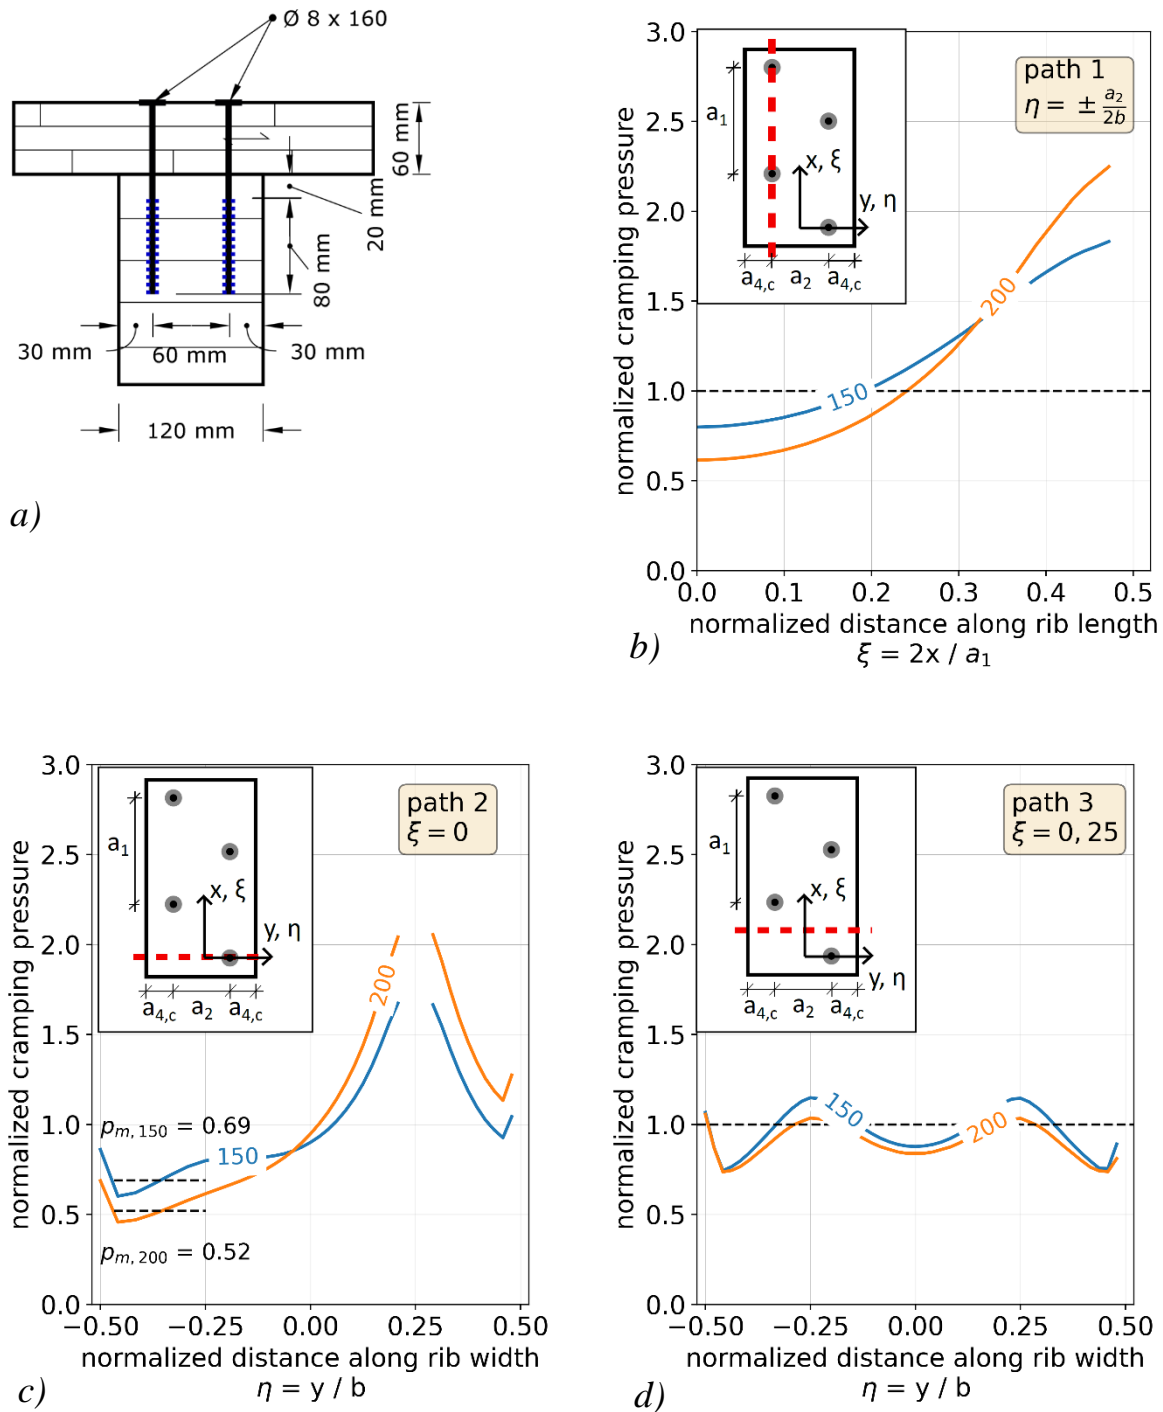 Ø 8 x 160
60 mm
20 mm
80 mm
30 mm
60 mm
30 mm
120 mm
a)
3.0
2.5
2.0
1.5
1.0
0.5
0.0
normalized cramping pressure
path 1
η = ± a₂/2b
a₁
x, ξ
y, η
a₄,c
a₂
a₄,c
200
150
0.0
0.1
0.2
0.3
0.4
0.5
normalized distance along rib length
ξ = 2x / a₁
b)
3.0
2.5
2.0
1.5
1.0
0.5
0.0
normalized cramping pressure
path 2
ξ = 0
a₁
x, ξ
y, η
a₄,c
a₂
a₄,c
200
pₘ,₁₅₀ = 0.69
150
pₘ,₂₀₀ = 0.52
−0.50
−0.25
0.00
0.25
0.50
normalized distance along rib width
η = y / b
c)
3.0
2.5
2.0
1.5
1.0
0.5
0.0
normalized cramping pressure
path 3
ξ = 0, 25
a₁
x, ξ
y, η
a₄,c
a₂
a₄,c
150
200
−0.50
−0.25
0.00
0.25
0.50
normalized distance along rib width
η = y / b
d)